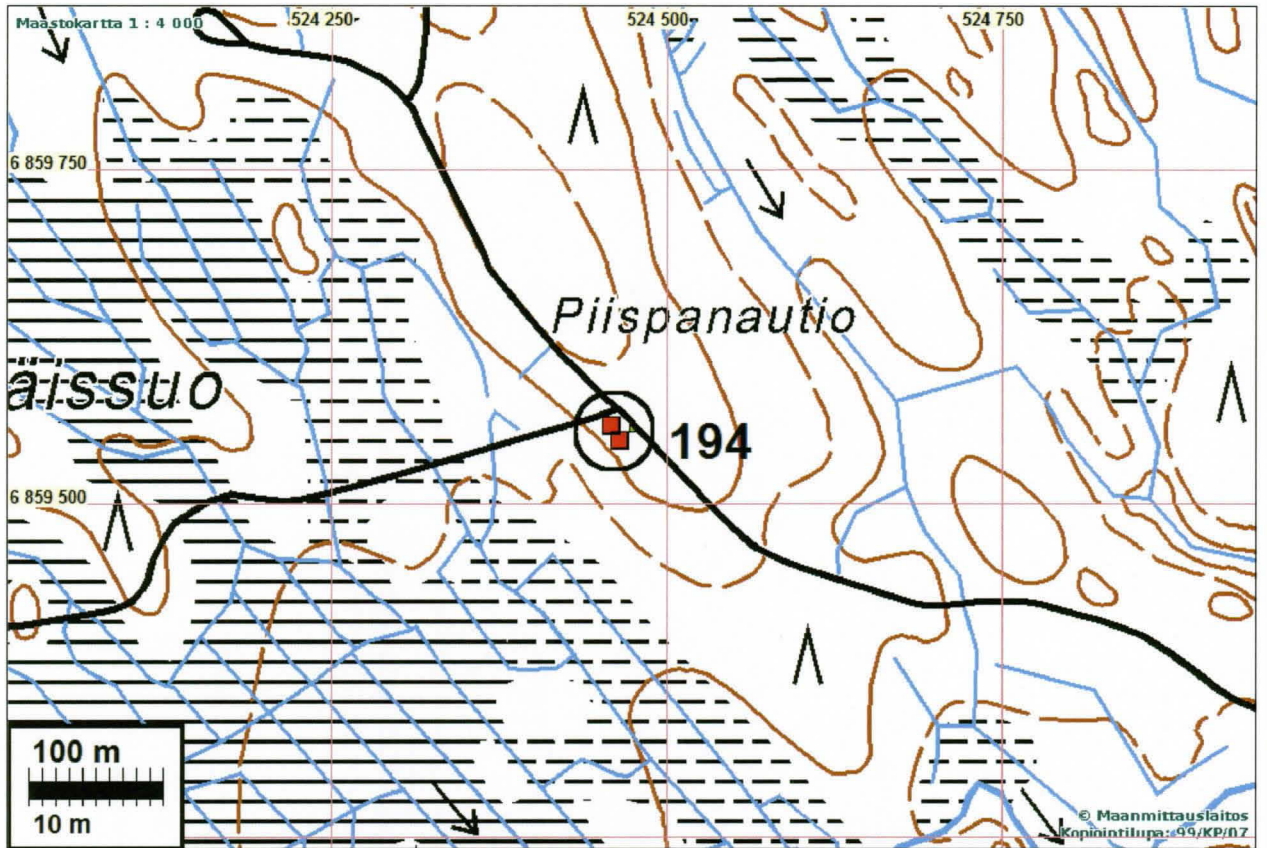 Maastokartta 1 : 4 000
524 250
524 500
524 750
6 859 750
Piispanautio
äissuo
194
6 859 500
100 m
10 m
© Maanmittauslaitos
Kopiointilupa: 99/KP/07